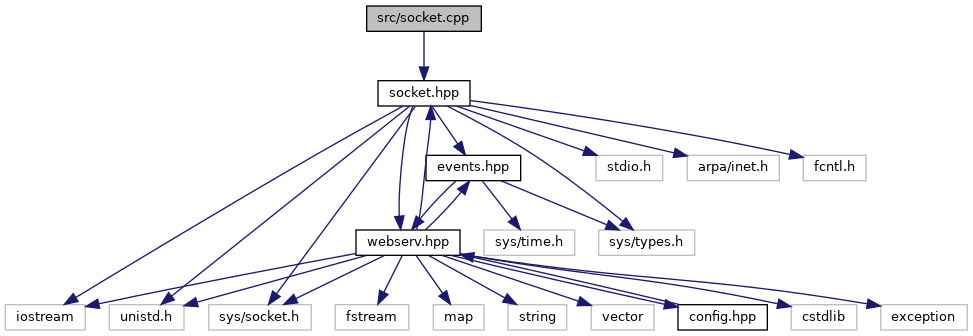 src/socket.cpp
socket.hpp
events.hpp
stdio.h
arpa/inet.h
fcntl.h
webserv.hpp
sys/time.h
sys/types.h
iostream
unistd.h
sys/socket.h
fstream
map
string
vector
config.hpp
cstdlib
exception